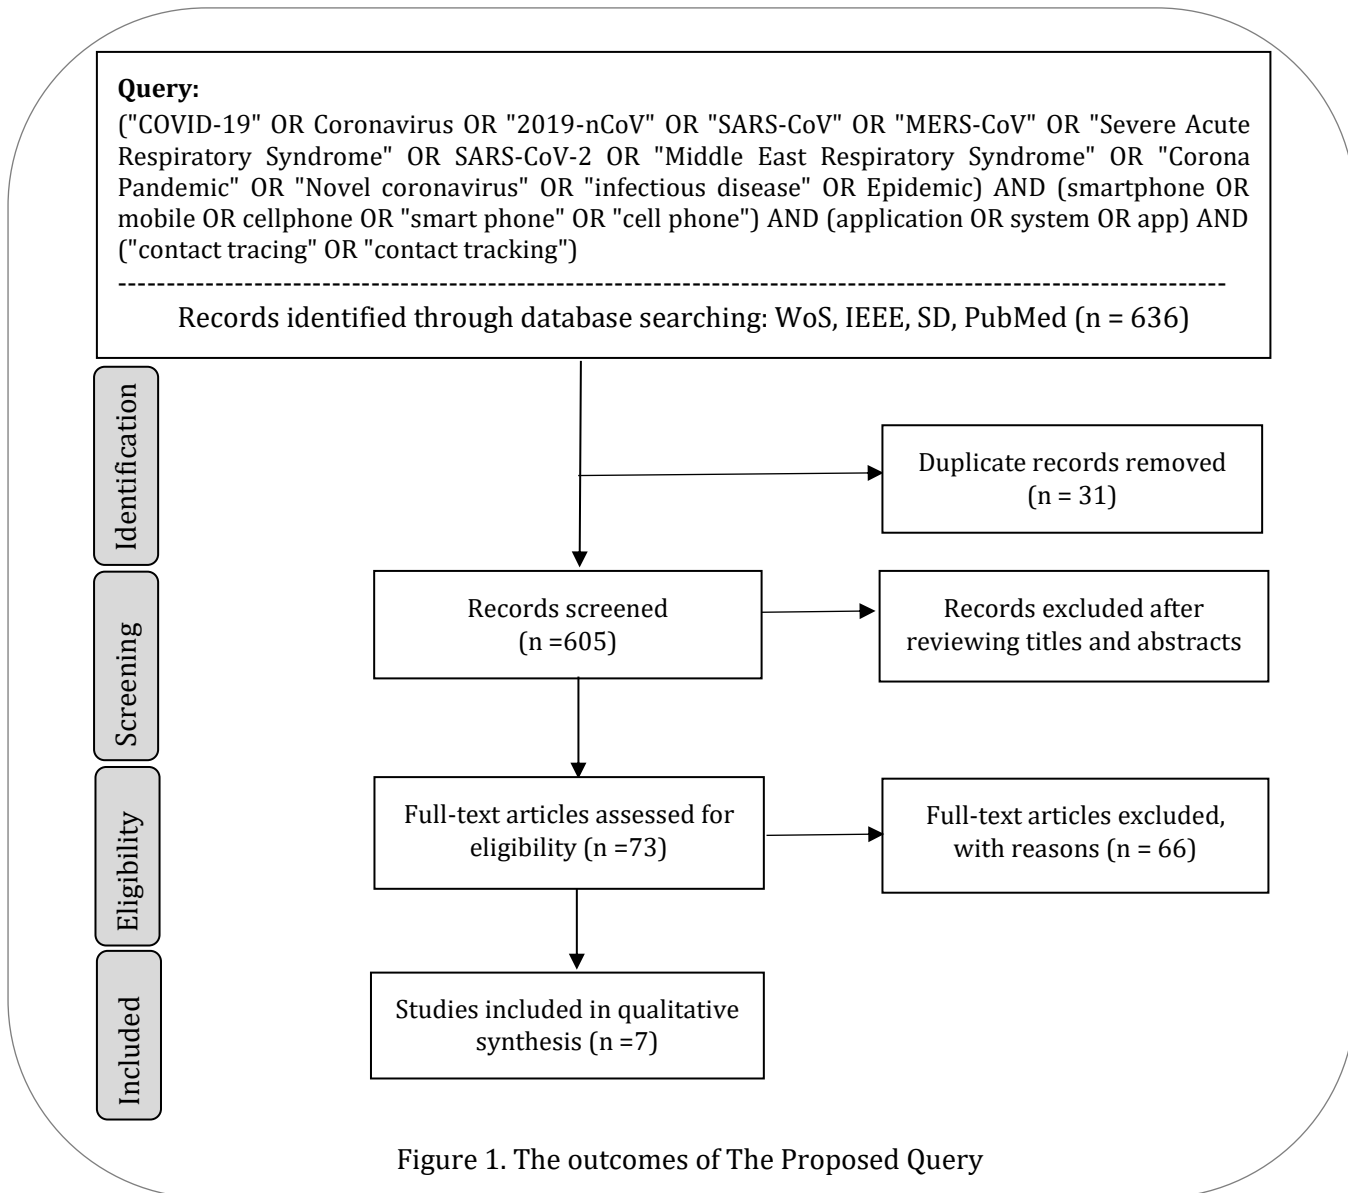 Query:
("COVID-19" OR Coronavirus OR "2019-nCoV" OR "SARS-CoV" OR "MERS-CoV" OR "Severe Acute
Respiratory Syndrome" OR SARS-CoV-2 OR "Middle East Respiratory Syndrome" OR "Corona
Pandemic" OR "Novel coronavirus" OR "infectious disease" OR Epidemic) AND (smartphone OR
mobile OR cellphone OR "smart phone" OR "cell phone") AND (application OR system OR app) AND
("contact tracing" OR "contact tracking")
-----------------------------------------------------------------------------------------------------------------
Records identified through database searching: WoS, IEEE, SD, PubMed (n = 636)
Identification
Duplicate records removed
(n = 31)
Screening
Records screened
(n =605)
Records excluded after
reviewing titles and abstracts
Eligibility
Full-text articles assessed for
eligibility (n =73)
Full-text articles excluded,
with reasons (n = 66)
Included
Studies included in qualitative
synthesis (n =7)
Figure 1. The outcomes of The Proposed Query